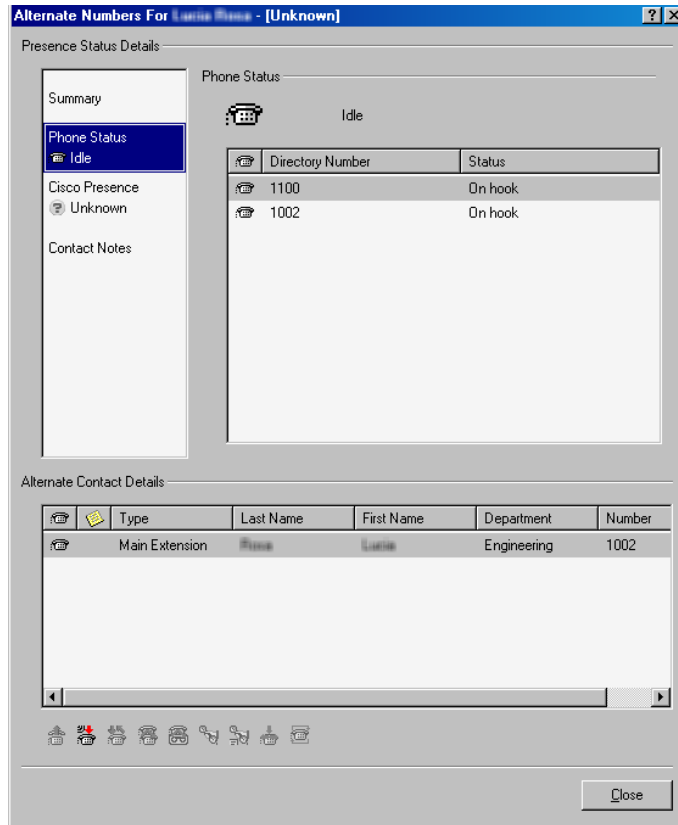 Alternate Numbers For - [Unknown]
Presence Status Details
Summary
Phone Status
Idle
Cisco Presence
Unknown
Contact Notes
Phone Status
Idle
Directory Number Status
1100 On hook
1002 On hook
Alternate Contact Details
Type Last Name First Name Department Number
Main Extension Engineering 1002
Close